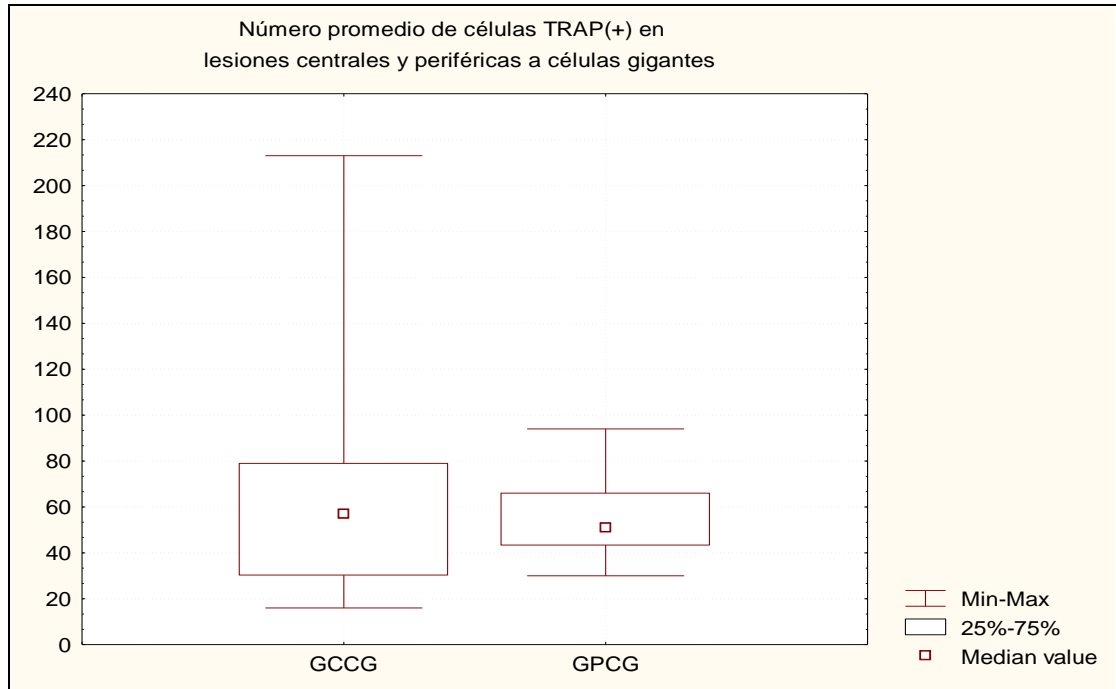 Número promedio de células TRAP(+) en
lesiones centrales y periféricas a células gigantes
240
220
200
180
160
140
120
100
80
60
40
20
0
GCCG
GPCG
Min-Max
25%-75%
Median value